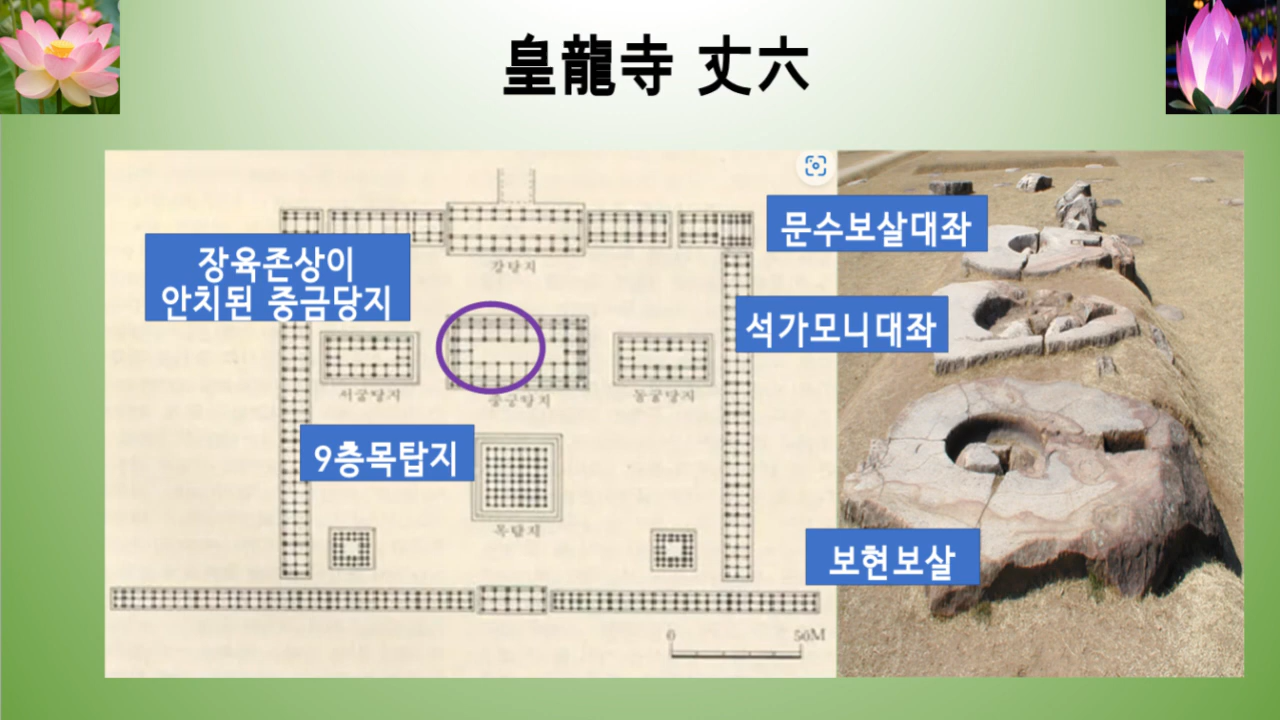 皇龍寺 丈六
장육존상이
안치된 중금당지
문수보살대좌
석가모니대좌
9층목탑지
보현보살
강당지
서금당지
중금당지
동금당지
목탑지
0 50M